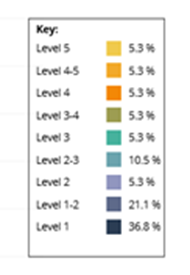 Key:
Level 5 5.3 %
Level 4-5 5.3 %
Level 4 5.3 %
Level 3-4 5.3 %
Level 3 5.3 %
Level 2-3 10.5 %
Level 2 5.3 %
Level 1-2 21.1 %
Level 1 36.8 %